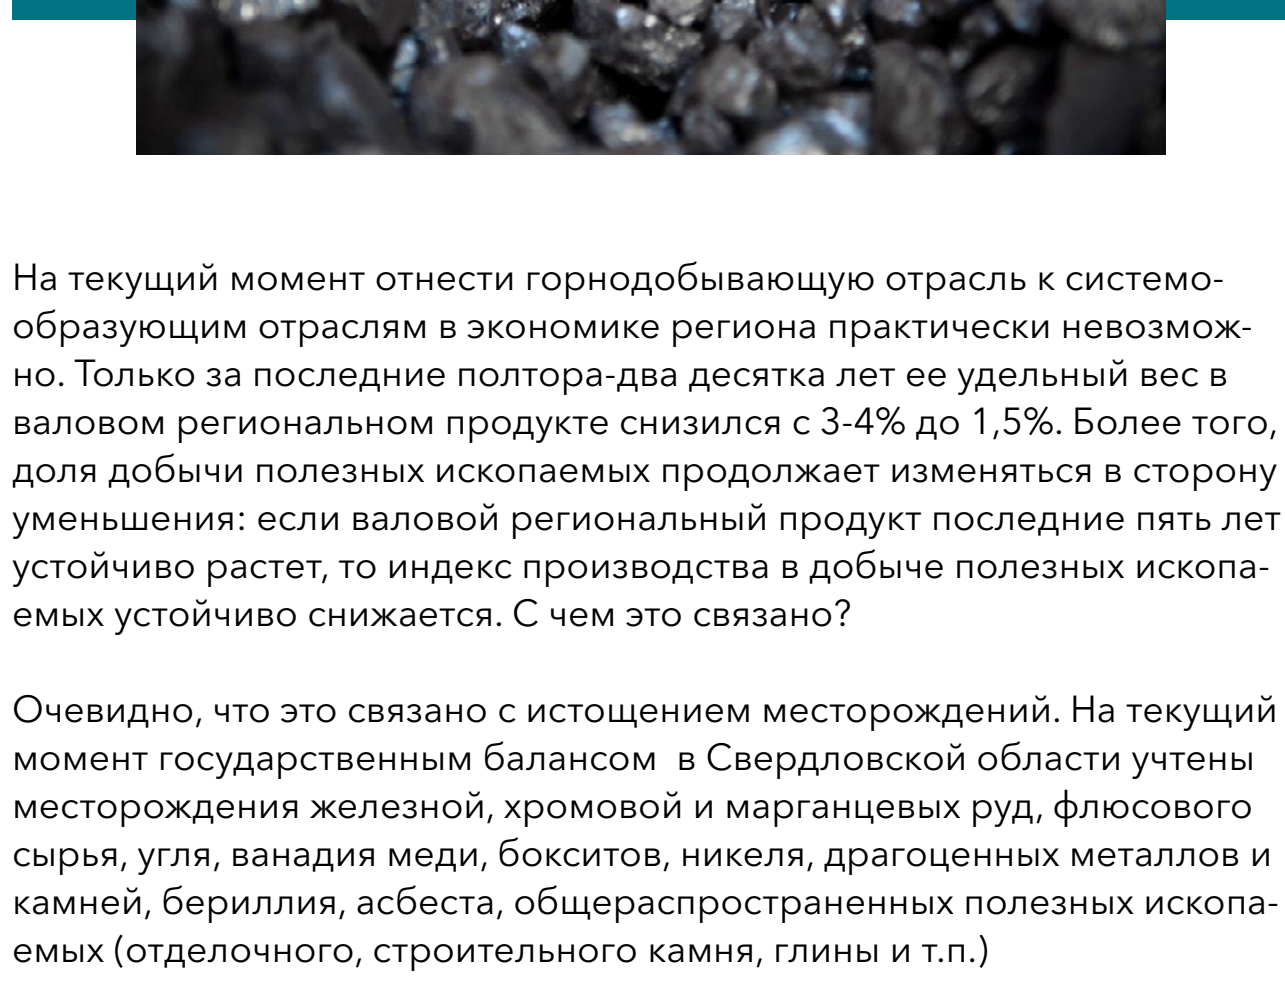 На текущий момент отнести горнодобывающую отрасль к системо-
образующим отраслям в экономике региона практически невозмож-
но. Только за последние полтора-два десятка лет ее удельный вес в
валовом региональном продукте снизился с 3-4% до 1,5%. Более того,
доля добычи полезных ископаемых продолжает изменяться в сторону
уменьшения: если валовой региональный продукт последние пять лет
устойчиво растет, то индекс производства в добыче полезных ископа-
емых устойчиво снижается. С чем это связано?
Очевидно, что это связано с истощением месторождений. На текущий
момент государственным балансом  в Свердловской области учтены
месторождения железной, хромовой и марганцевых руд, флюсового
сырья, угля, ванадия меди, бокситов, никеля, драгоценных металлов и
камней, бериллия, асбеста, общераспространенных полезных ископа-
емых (отделочного, строительного камня, глины и т.п.)